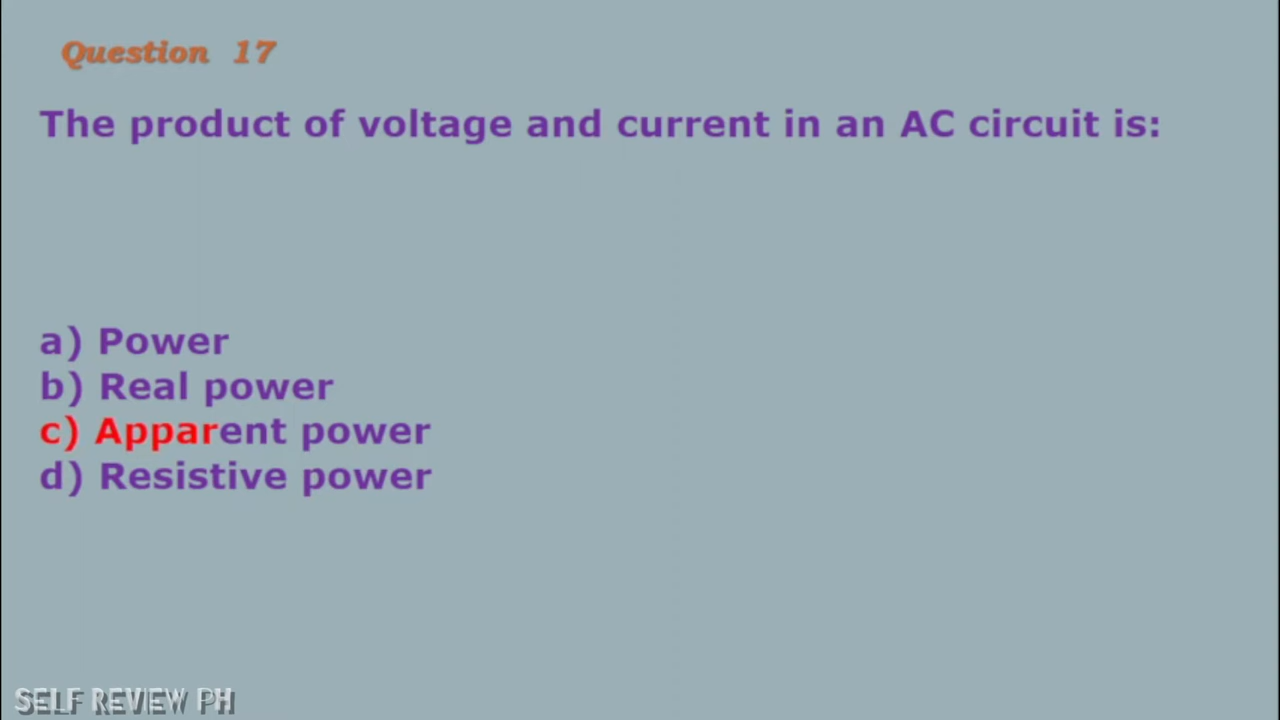 Question 17
The product of voltage and current in an AC circuit is:
a) Power
b) Real power
c) Apparent power
d) Resistive power
SELF REVIEW PH